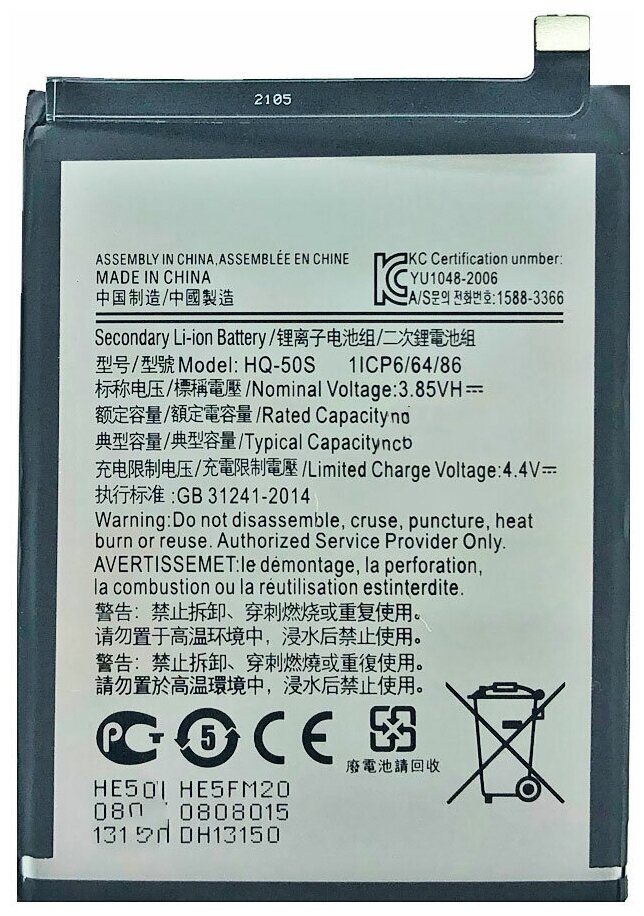 2105
ASSEMBLY IN CHINA,ASSEMBLÉE EN CHINE
MADE IN CHINA
中国制造/中國製造
KC Certification unmber:
YU1048-2006
A/S문의 전화번호:1588-3366
Secondary Li-ion Battery/锂离子电池组/二次鋰電池組
型号/型號Model: HQ-50S 1ICP6/64/86
标称电压/標稱電壓/Nominal Voltage:3.85VH
额定容量/額定電容量/Rated Capacity
典型容量/典型容量/Typical Capacity
充电限制电压/充電限制電壓/Limited Charge Voltage:4.4V
执行标准:GB 31241-2014
Warning:Do not disassemble, cruse, puncture, heat
burn or reuse. Authorized Service Provider Only.
AVERTISSEMET:le démontage, la perforation,
la combustion ou la réutilisation estinterdite.
警告: 禁止拆卸、穿刺燃烧或重复使用。
请勿置于高温环境中，浸水后禁止使用。
警告: 禁止拆卸、穿刺燃燒或重復使用。
請勿置於高温環境中，浸水后禁止使用。
PCT 5 CE
廢電池請回收
HE5FM20
0808015
DH13150